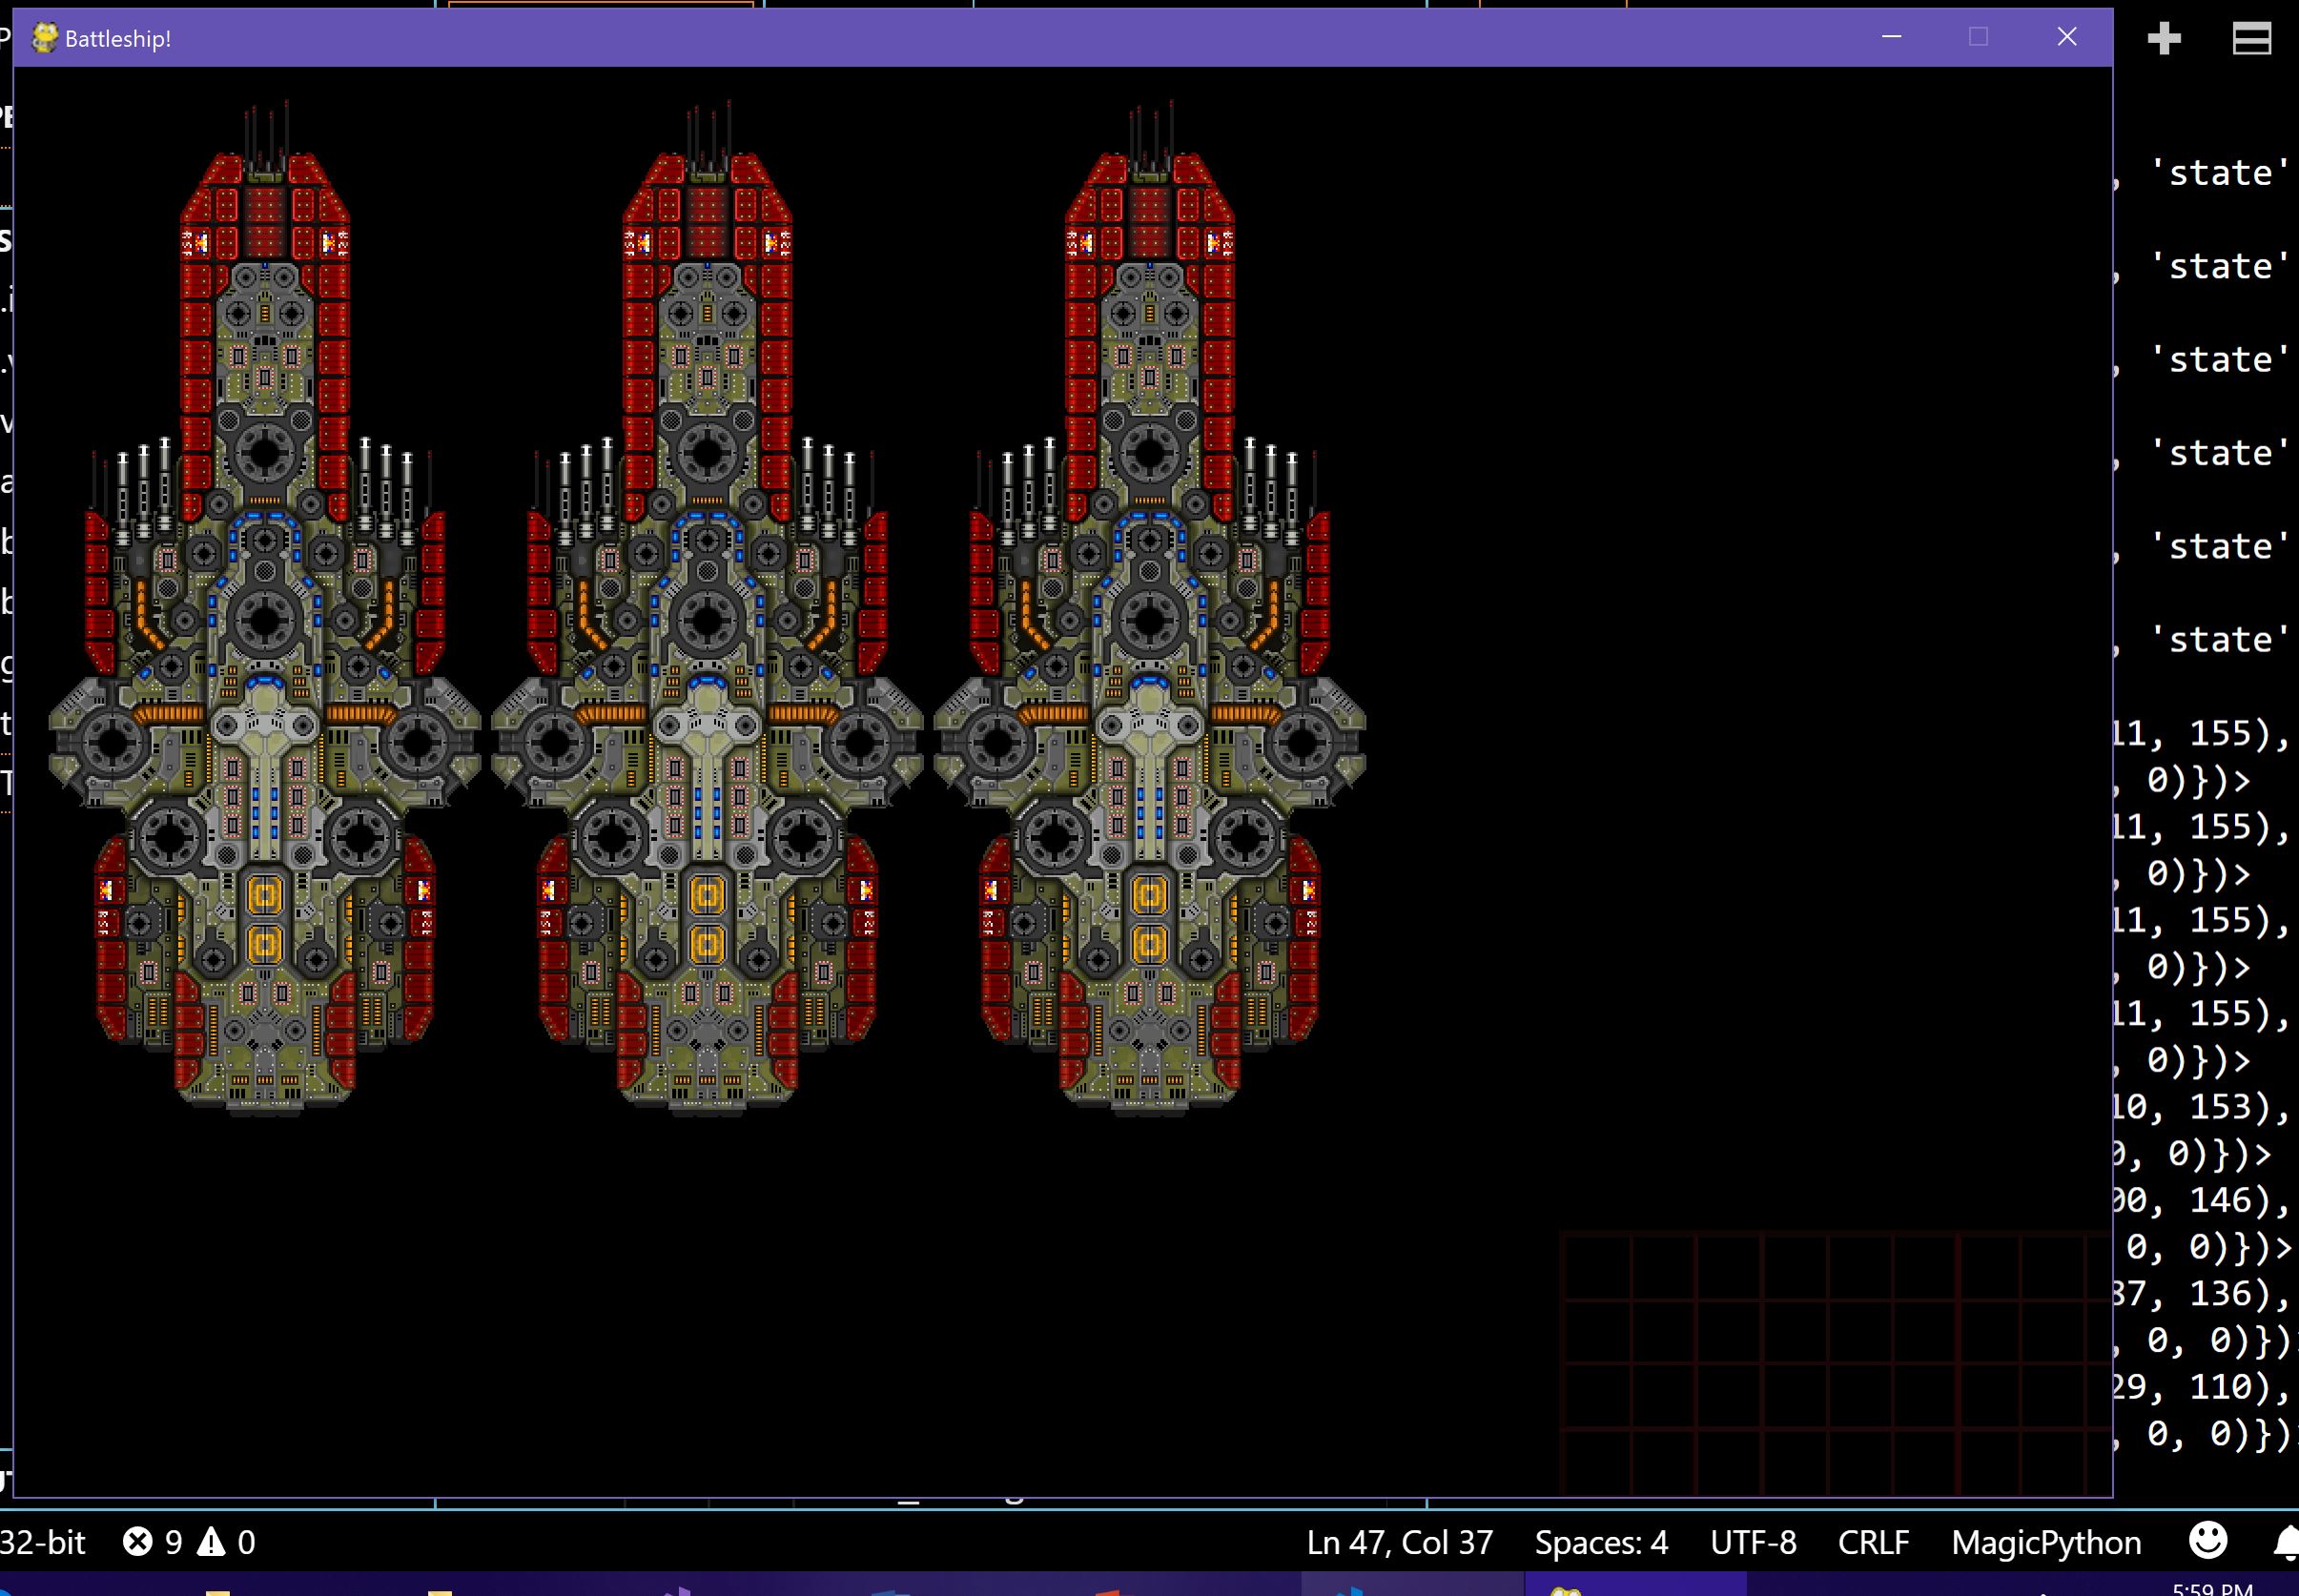 Battleship!
, 'state'
, 'state'
, 'state'
, 'state'
, 'state'
, 'state'
11, 155),
, 0)})>
11, 155),
, 0)})>
11, 155),
, 0)})>
11, 155),
, 0)})>
10, 153),
0, 0)})>
00, 146),
0, 0)})>
37, 136),
, 0, 0)})
29, 110),
, 0, 0)})
32-bit 9 0 Ln 47, Col 37 Spaces: 4 UTF-8 CRLF MagicPython
5:59 PM